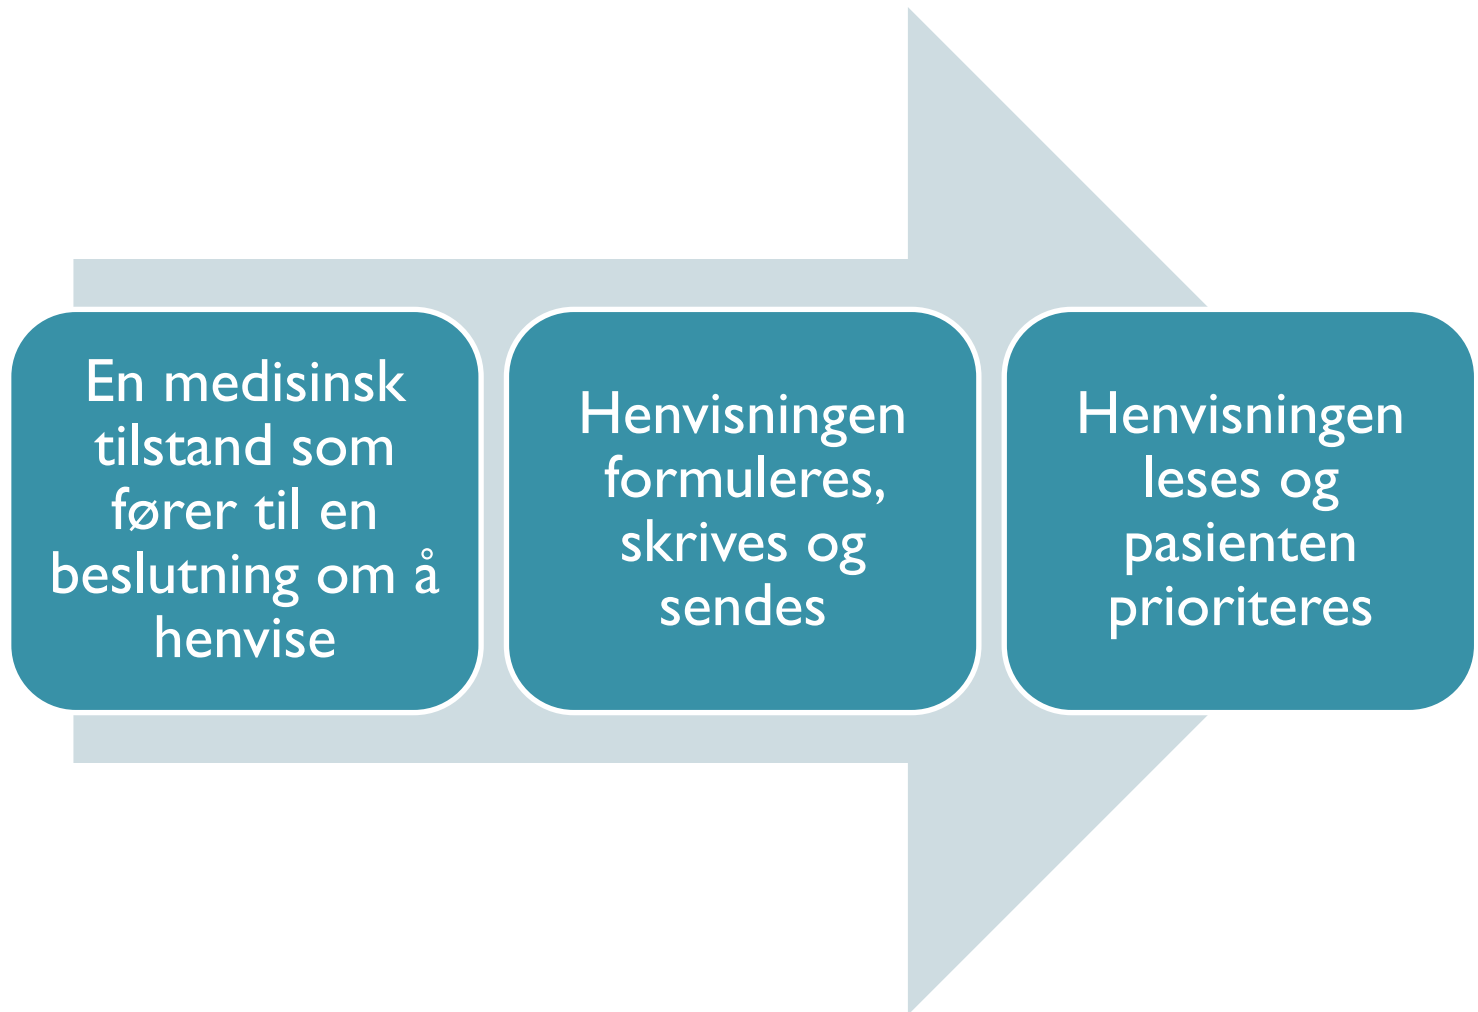 En medisinsk
tilstand som
fører til en
beslutning om å
henvise
Henvisningen
formuleres,
skrives og
sendes
Henvisningen
leses og
pasienten
prioriteres